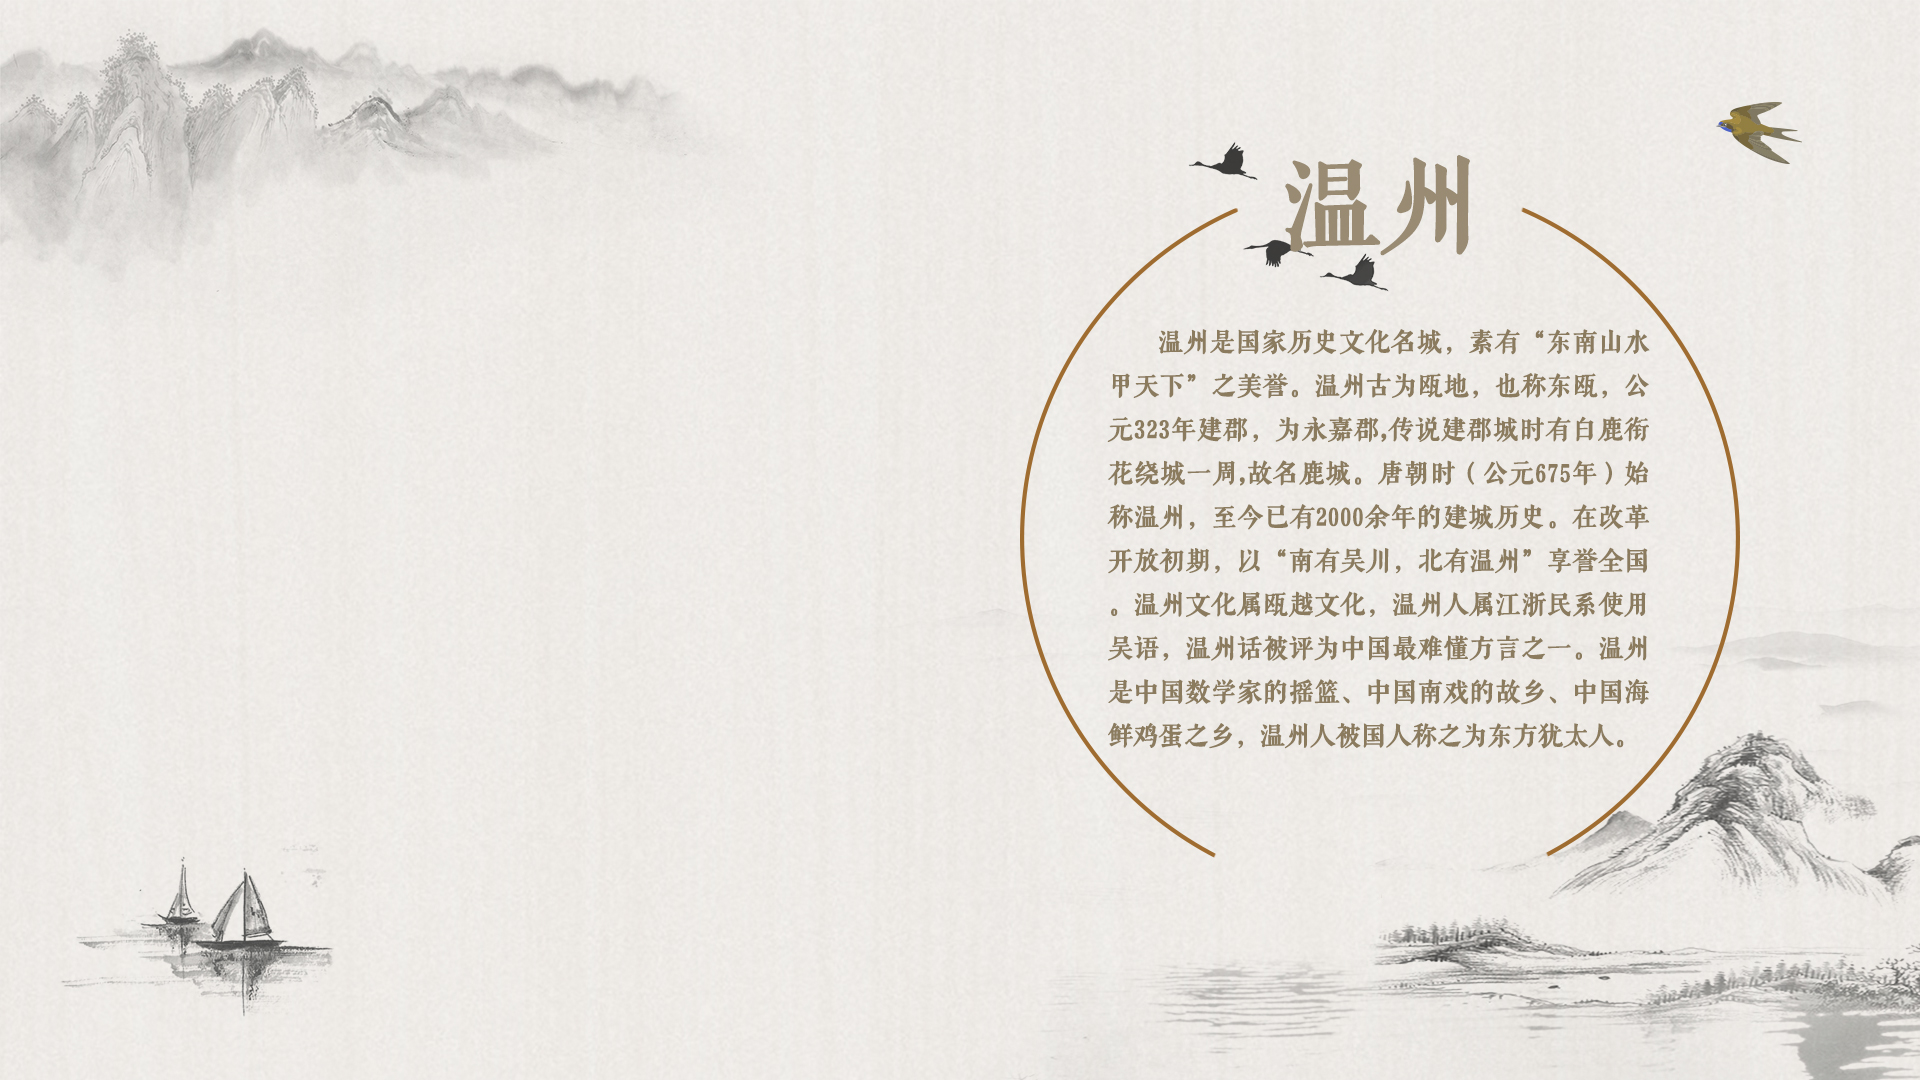 温州
温州是国家历史文化名城，素有“东南山水
甲天下”之美誉。温州古为瓯地，也称东瓯，公
元323年建郡，为永嘉郡,传说建郡城时有白鹿衔
花绕城一周,故名鹿城。唐朝时（公元675年）始
称温州，至今已有2000余年的建城历史。在改革
开放初期，以“南有吴川，北有温州”享誉全国
。温州文化属瓯越文化，温州人属江浙民系使用
吴语，温州话被评为中国最难懂方言之一。温州
是中国数学家的摇篮、中国南戏的故乡、中国海
鲜鸡蛋之乡，温州人被国人称之为东方犹太人。